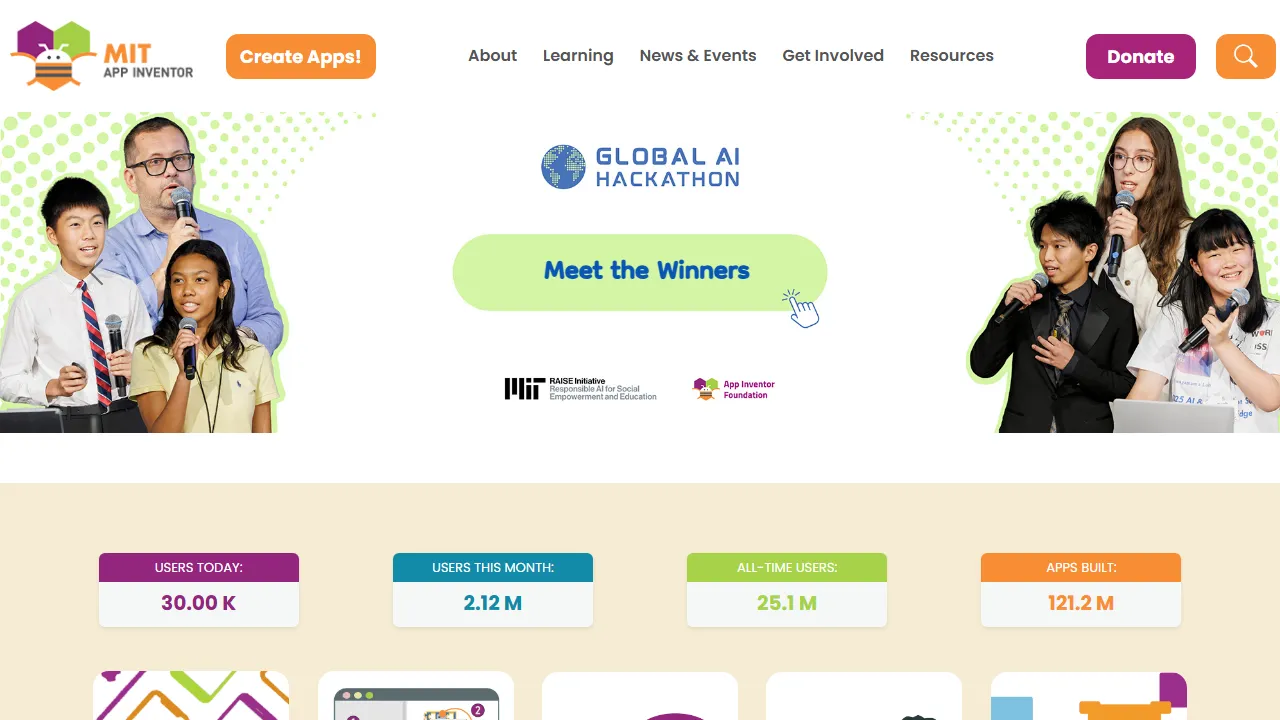 MIT
APP INVENTOR
Create Apps!
About
Learning
News & Events
Get Involved
Resources
Donate
GLOBAL AI
HACKATHON
Meet the Winners
MIT
RAISE Initiative
Responsible AI for Social
Empowerment and Education
App Inventor
Foundation
USERS TODAY:
30.00 K
USERS THIS MONTH:
2.12 M
ALL-TIME USERS:
25.1 M
APPS BUILT:
121.2 M
2